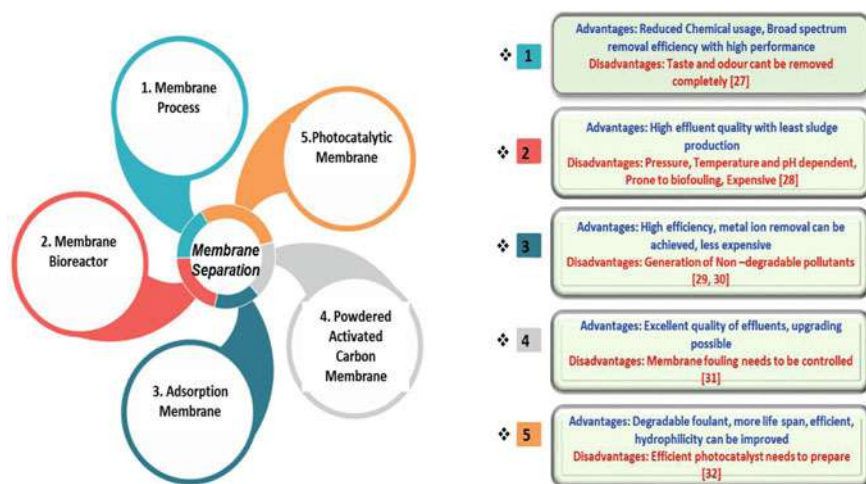 1. Membrane
Process
5.Photocatalytic
Membrane
2. Membrane
Bioreactor
Membrane
Separation
4. Powdered
Activated
Carbon
Membrane
3. Adsorption
Membrane
❖ 1
Advantages: Reduced Chemical usage, Broad spectrum
removal efficiency with high performance
Disadvantages: Taste and odour cant be removed
completely [27]
❖ 2
Advantages: High effluent quality with least sludge
production
Disadvantages: Pressure, Temperature and pH dependent,
Prone to biofouling, Expensive [28]
❖ 3
Advantages: High efficiency, metal ion removal can be
achieved, less expensive
Disadvantages: Generation of Non –degradable pollutants
[29, 30]
❖ 4
Advantages: Excellent quality of effluents, upgrading
possible
Disadvantages: Membrane fouling needs to be controlled
[31]
❖ 5
Advantages: Degradable foulant, more life span, efficient,
hydrophilicity can be improved
Disadvantages: Efficient photocatalyst needs to prepare
[32]